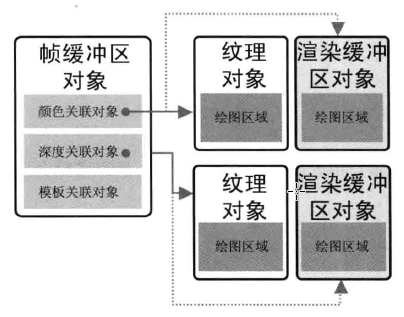 帧缓冲区
对象
颜色关联对象
深度关联对象
模板关联对象
纹理
对象
绘图区域
渲染缓冲
区对象
绘图区域
纹理
对象
绘图区域
渲染缓冲
区对象
绘图区域